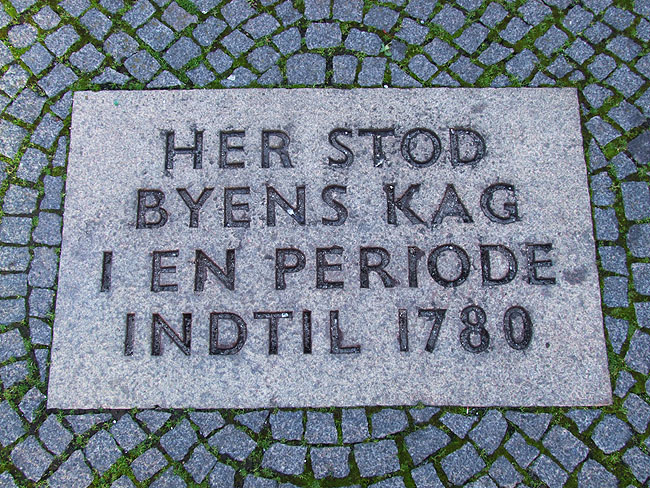 HER STOD
BYENS KAG
I EN PERIODE
INDTIL 1780